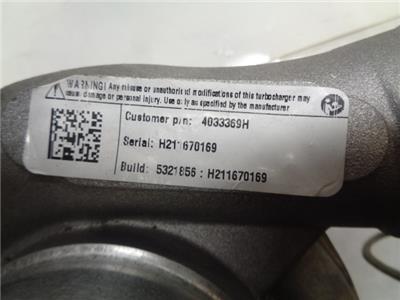 WARNING! Any misuse or unauthorised modifications of this turbocharger may
cause damage or personal injury. Use only as specified by the manufacturer
Customer p/n: 4033369H
Serial: H211670169
Build: 5321856 : H211670169